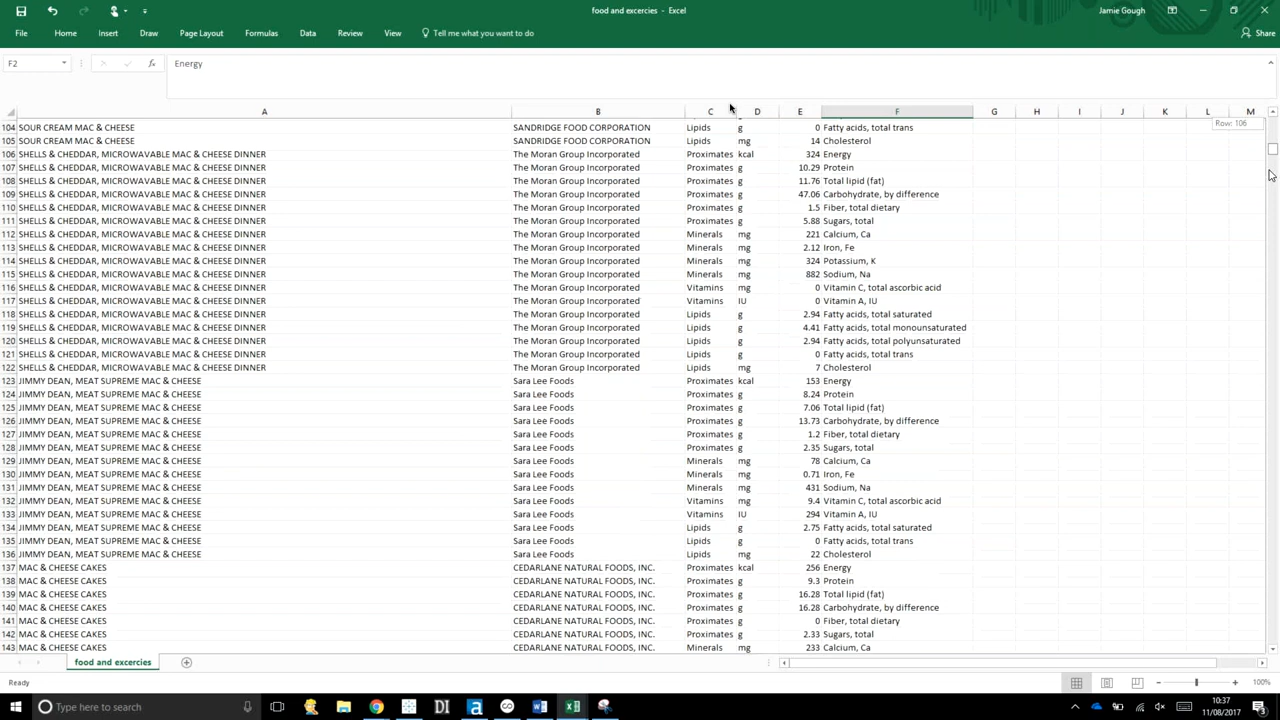 food and excercies - Excel
Jamie Gough
File Home Insert Draw Page Layout Formulas Data Review View Tell me what you want to do Share
F2 fx Energy
A B C D E F G H I J K L M
104 SOUR CREAM MAC & CHEESE SANDRIDGE FOOD CORPORATION Lipids g 0 Fatty acids, total trans
Row: 106
105 SOUR CREAM MAC & CHEESE SANDRIDGE FOOD CORPORATION Lipids mg 14 Cholesterol
106 SHELLS & CHEDDAR, MICROWAVABLE MAC & CHEESE DINNER The Moran Group Incorporated Proximates kcal 324 Energy
107 SHELLS & CHEDDAR, MICROWAVABLE MAC & CHEESE DINNER The Moran Group Incorporated Proximates g 10.29 Protein
108 SHELLS & CHEDDAR, MICROWAVABLE MAC & CHEESE DINNER The Moran Group Incorporated Proximates g 11.76 Total lipid (fat)
109 SHELLS & CHEDDAR, MICROWAVABLE MAC & CHEESE DINNER The Moran Group Incorporated Proximates g 47.06 Carbohydrate, by difference
110 SHELLS & CHEDDAR, MICROWAVABLE MAC & CHEESE DINNER The Moran Group Incorporated Proximates g 1.5 Fiber, total dietary
111 SHELLS & CHEDDAR, MICROWAVABLE MAC & CHEESE DINNER The Moran Group Incorporated Proximates g 5.88 Sugars, total
112 SHELLS & CHEDDAR, MICROWAVABLE MAC & CHEESE DINNER The Moran Group Incorporated Minerals mg 221 Calcium, Ca
113 SHELLS & CHEDDAR, MICROWAVABLE MAC & CHEESE DINNER The Moran Group Incorporated Minerals mg 2.12 Iron, Fe
114 SHELLS & CHEDDAR, MICROWAVABLE MAC & CHEESE DINNER The Moran Group Incorporated Minerals mg 324 Potassium, K
115 SHELLS & CHEDDAR, MICROWAVABLE MAC & CHEESE DINNER The Moran Group Incorporated Minerals mg 882 Sodium, Na
116 SHELLS & CHEDDAR, MICROWAVABLE MAC & CHEESE DINNER The Moran Group Incorporated Vitamins mg 0 Vitamin C, total ascorbic acid
117 SHELLS & CHEDDAR, MICROWAVABLE MAC & CHEESE DINNER The Moran Group Incorporated Vitamins IU 0 Vitamin A, IU
118 SHELLS & CHEDDAR, MICROWAVABLE MAC & CHEESE DINNER The Moran Group Incorporated Lipids g 2.94 Fatty acids, total saturated
119 SHELLS & CHEDDAR, MICROWAVABLE MAC & CHEESE DINNER The Moran Group Incorporated Lipids g 4.41 Fatty acids, total monounsaturated
120 SHELLS & CHEDDAR, MICROWAVABLE MAC & CHEESE DINNER The Moran Group Incorporated Lipids g 2.94 Fatty acids, total polyunsaturated
121 SHELLS & CHEDDAR, MICROWAVABLE MAC & CHEESE DINNER The Moran Group Incorporated Lipids g 0 Fatty acids, total trans
122 SHELLS & CHEDDAR, MICROWAVABLE MAC & CHEESE DINNER The Moran Group Incorporated Lipids mg 7 Cholesterol
123 JIMMY DEAN, MEAT SUPREME MAC & CHEESE Sara Lee Foods Proximates kcal 153 Energy
124 JIMMY DEAN, MEAT SUPREME MAC & CHEESE Sara Lee Foods Proximates g 8.24 Protein
125 JIMMY DEAN, MEAT SUPREME MAC & CHEESE Sara Lee Foods Proximates g 7.06 Total lipid (fat)
126 JIMMY DEAN, MEAT SUPREME MAC & CHEESE Sara Lee Foods Proximates g 13.73 Carbohydrate, by difference
127 JIMMY DEAN, MEAT SUPREME MAC & CHEESE Sara Lee Foods Proximates g 1.2 Fiber, total dietary
128 JIMMY DEAN, MEAT SUPREME MAC & CHEESE Sara Lee Foods Proximates g 2.35 Sugars, total
129 JIMMY DEAN, MEAT SUPREME MAC & CHEESE Sara Lee Foods Minerals mg 78 Calcium, Ca
130 JIMMY DEAN, MEAT SUPREME MAC & CHEESE Sara Lee Foods Minerals mg 0.71 Iron, Fe
131 JIMMY DEAN, MEAT SUPREME MAC & CHEESE Sara Lee Foods Minerals mg 431 Sodium, Na
132 JIMMY DEAN, MEAT SUPREME MAC & CHEESE Sara Lee Foods Vitamins mg 9.4 Vitamin C, total ascorbic acid
133 JIMMY DEAN, MEAT SUPREME MAC & CHEESE Sara Lee Foods Vitamins IU 294 Vitamin A, IU
134 JIMMY DEAN, MEAT SUPREME MAC & CHEESE Sara Lee Foods Lipids g 2.75 Fatty acids, total saturated
135 JIMMY DEAN, MEAT SUPREME MAC & CHEESE Sara Lee Foods Lipids g 0 Fatty acids, total trans
136 JIMMY DEAN, MEAT SUPREME MAC & CHEESE Sara Lee Foods Lipids mg 22 Cholesterol
137 MAC & CHEESE CAKES CEDARLANE NATURAL FOODS, INC. Proximates kcal 256 Energy
138 MAC & CHEESE CAKES CEDARLANE NATURAL FOODS, INC. Proximates g 9.3 Protein
139 MAC & CHEESE CAKES CEDARLANE NATURAL FOODS, INC. Proximates g 16.28 Total lipid (fat)
140 MAC & CHEESE CAKES CEDARLANE NATURAL FOODS, INC. Proximates g 16.28 Carbohydrate, by difference
141 MAC & CHEESE CAKES CEDARLANE NATURAL FOODS, INC. Proximates g 0 Fiber, total dietary
142 MAC & CHEESE CAKES CEDARLANE NATURAL FOODS, INC. Proximates g 2.33 Sugars, total
143 MAC & CHEESE CAKES CEDARLANE NATURAL FOODS, INC. Minerals mg 233 Calcium, Ca
food and excercies
Ready 100%
Type here to search DI a 10:37
11/08/2017